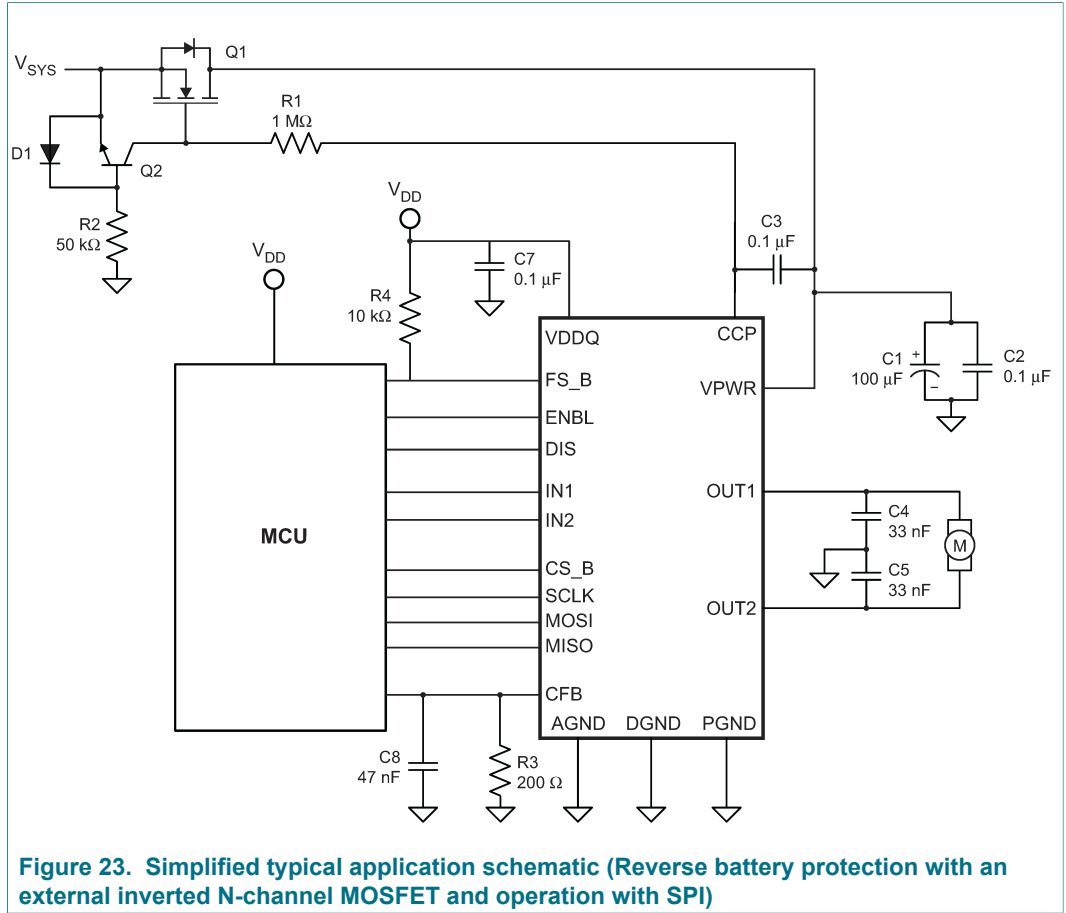 Q1
V_SYS
R1
1 MΩ
D1
Q2
V_DD
C3
0.1 μF
R2
50 kΩ
V_DD
C7
0.1 μF
R4
10 kΩ
VDDQ
CCP
C1
100 μF
+
−
C2
0.1 μF
FS_B
VPWR
ENBL
DIS
IN1
OUT1
IN2
C4
33 nF
MCU
M
CS_B
C5
33 nF
SCLK
OUT2
MOSI
MISO
CFB
AGND
DGND
PGND
C8
47 nF
R3
200 Ω
Figure 23. Simplified typical application schematic (Reverse battery protection with an
external inverted N-channel MOSFET and operation with SPI)